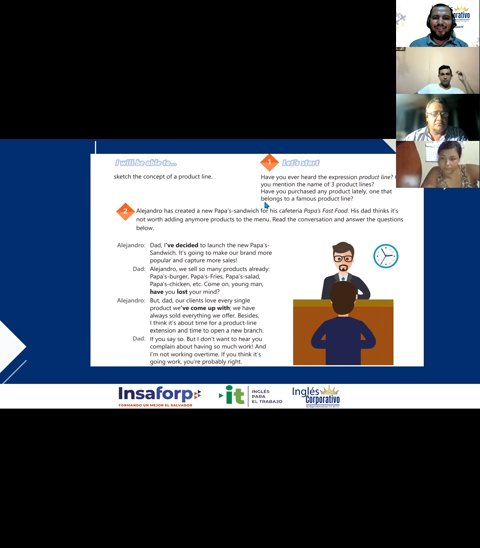 I will be able to...
sketch the concept of a product line.
1 Let's start
Have you ever heard the expression product line?
you mention the name of 3 product lines?
Have you purchased any product lately, one that
belongs to a famous product line?
2 Alejandro has created a new Papa's-sandwich for his cafeteria Papa's Fast Food. His dad thinks it's
not worth adding anymore products to the menu. Read the conversation and answer the questions
below.
Alejandro: Dad, I've decided to launch the new Papa's-
Sandwich. It's going to make our brand more
popular and capture more sales!
Dad: Alejandro, we sell so many products already:
Papa's-burger, Papa's-Fries, Papa's-salad,
Papa's-chicken, etc. Come on, young man,
have you lost your mind?
Alejandro: But, dad, our clients love every single
product we've come up with; we have
always sold everything we offer. Besides,
I think it's about time for a product-line
extension and time to open a new branch.
Dad: If you say so. But I don't want to hear you
complain about having so much work! And
I'm not working overtime. If you think it's
going work, you're probably right.
Insaforp
FORMANDO UN MEJOR EL SALVADOR
it
INGLÉS
PARA
EL TRABAJO
Inglés
Corporativo